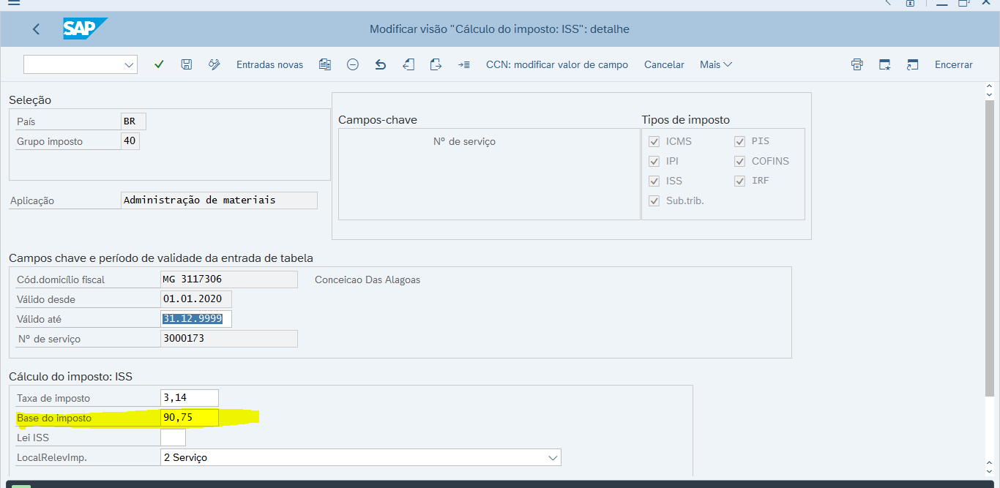 SAP
Modificar visão "Cálculo do imposto: ISS": detalhe
Entradas novas
CCN: modificar valor de campo
Cancelar
Mais
Encerrar
Seleção
País BR
Grupo imposto 40
Aplicação Administração de materiais
Campos-chave
Nº de serviço
Tipos de imposto
ICMS PIS
IPI COFINS
ISS IRF
Sub.trib.
Campos chave e período de validade da entrada de tabela
Cód.domicílio fiscal MG 3117306 Conceicao Das Alagoas
Válido desde 01.01.2020
Válido até 31.12.9999
Nº de serviço 3000173
Cálculo do imposto: ISS
Taxa de imposto 3,14
Base do imposto 90,75
Lei ISS
LocalRelevImp. 2 Serviço